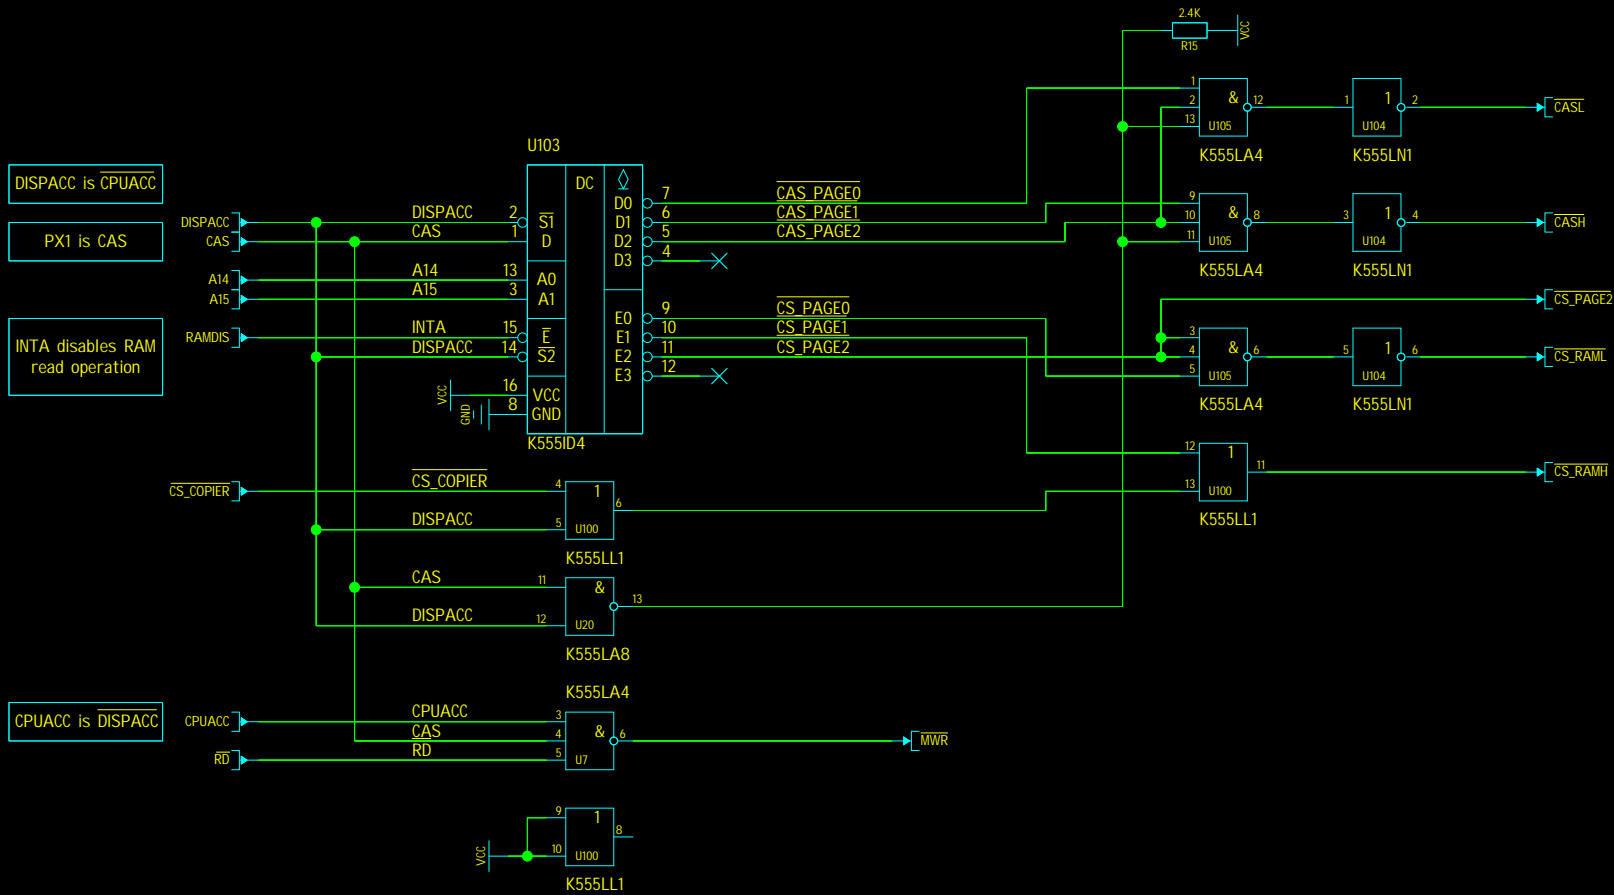 2.4K
VCC
R15
1
2
13
&
12
U105
K555LA4
1
1
2
U104
K555LN1
CASL
U103
DISPACC is CPUACC
PX1 is CAS
INTA disables RAM
read operation
DISPACC
CAS
A14
A15
RAMDIS
DISPACC
CAS
A14
A15
INTA
DISPACC
2
1
13
3
15
14
16
8
VCC
GND
S1
D
A0
A1
E
S2
VCC
GND
DC
D0
D1
D2
D3
E0
E1
E2
E3
K555ID4
7
6
5
4
9
10
11
12
CAS_PAGE0
CAS_PAGE1
CAS_PAGE2
CS_PAGE0
CS_PAGE1
CS_PAGE2
9
10
11
&
8
U105
K555LA4
3
1
4
U104
K555LN1
CASH
CS_PAGE2
3
4
5
&
6
U105
K555LA4
5
1
6
U104
K555LN1
CS_RAML
12
13
1
11
U100
K555LL1
CS_RAMH
CS_COPIER
CS_COPIER
DISPACC
4
5
1
6
U100
K555LL1
CAS
DISPACC
11
12
&
13
U20
K555LA8
K555LA4
CPUACC is DISPACC
CPUACC
RD
CPUACC
CAS
RD
3
4
5
&
6
U7
MWR
VCC
9
10
1
8
U100
K555LL1